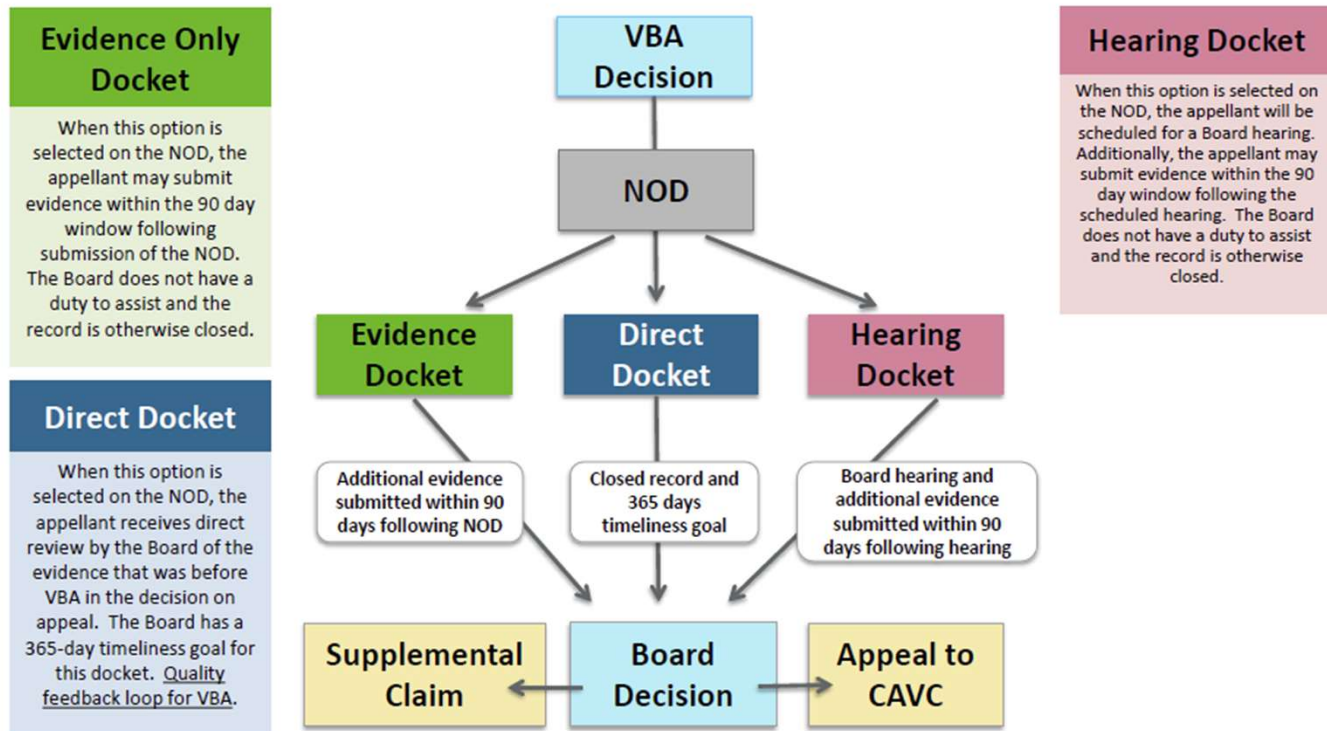 Evidence Only
Docket
When this option is
selected on the NOD, the
appellant may submit
evidence within the 90 day
window following
submission of the NOD.
The Board does not have a
duty to assist and the
record is otherwise closed.
Direct Docket
When this option is
selected on the NOD, the
appellant receives direct
review by the Board of the
evidence that was before
VBA in the decision on
appeal. The Board has a
365-day timeliness goal for
this docket. Quality
feedback loop for VBA.
VBA
Decision
NOD
Evidence
Docket
Direct
Docket
Hearing
Docket
Additional evidence
submitted within 90
days following NOD
Closed record and
365 days
timeliness goal
Board hearing and
additional evidence
submitted within 90
days following hearing
Supplemental
Claim
Board
Decision
Appeal to
CAVC
Hearing Docket
When this option is selected on
the NOD, the appellant will be
scheduled for a Board hearing.
Additionally, the appellant may
submit evidence within the 90
day window following the
scheduled hearing. The Board
does not have a duty to assist
and the record is otherwise
closed.